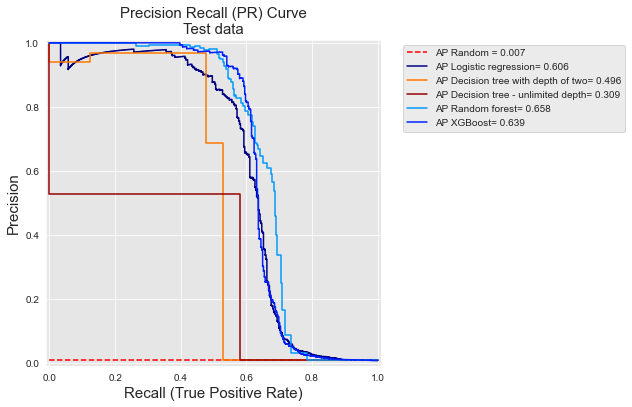 Precision Recall (PR) Curve
Test data
AP Random = 0.007
AP Logistic regression= 0.606
AP Decision tree with depth of two= 0.496
AP Decision tree - unlimited depth= 0.309
AP Random forest= 0.658
AP XGBoost= 0.639
Precision
1.0
0.8
0.6
0.4
0.2
0.0
0.0 0.2 0.4 0.6 0.8 1.0
Recall (True Positive Rate)